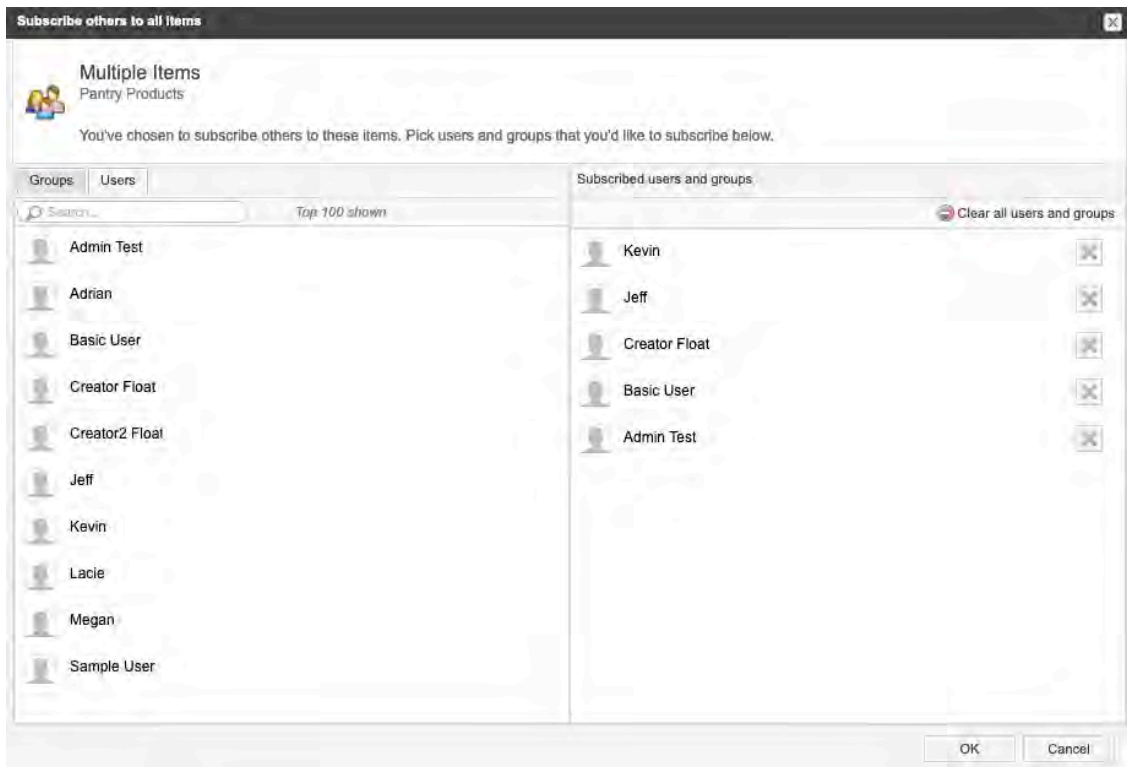 Subscribe others to all items
Multiple Items
Pantry Products
You've chosen to subscribe others to these items. Pick users and groups that you'd like to subscribe below.
Groups Users
Search...
Top 100 shown
Admin Test
Adrian
Basic User
Creator Float
Creator2 Float
Jeff
Kevin
Lacie
Megan
Sample User
Subscribed users and groups
Clear all users and groups
Kevin
Jeff
Creator Float
Basic User
Admin Test
OK Cancel